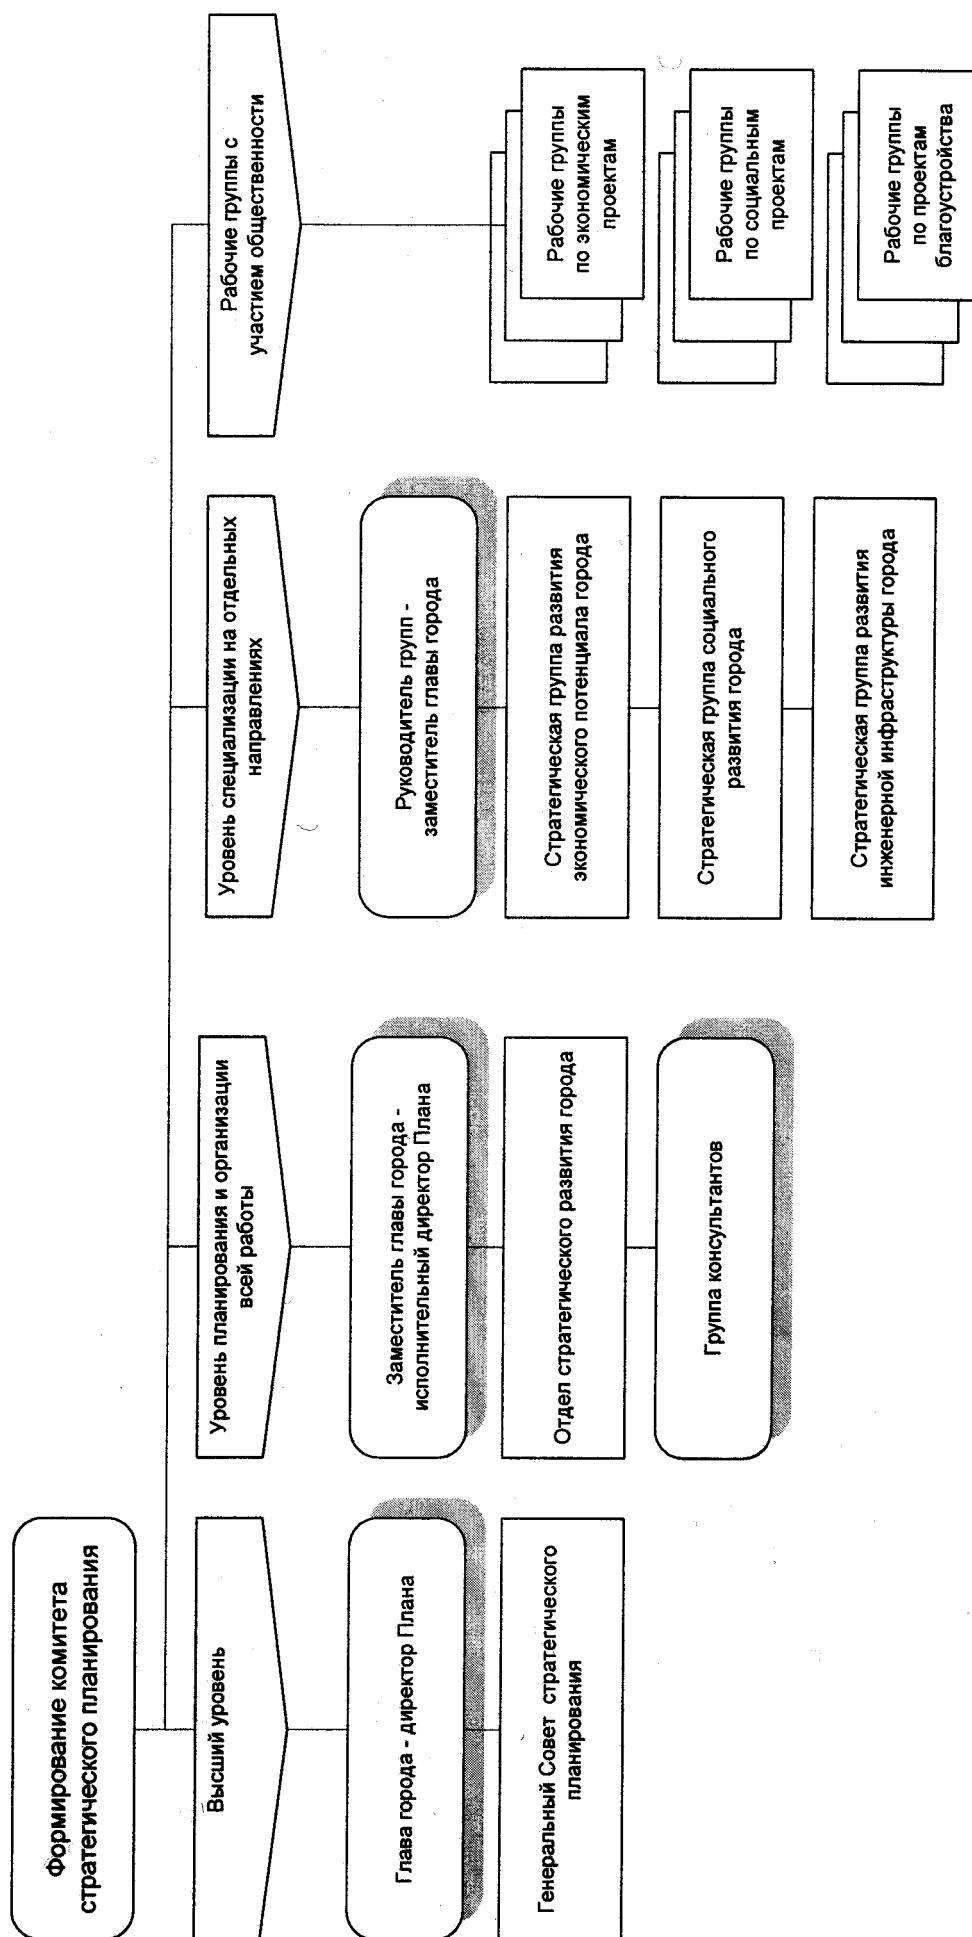 Формирование комитета
стратегического планирования
Высший уровень
Глава города - директор Плана
Генеральный Совет стратегического
планирования
Уровень планирования и организации
всей работы
Заместитель главы города -
исполнительный директор Плана
Отдел стратегического развития города
Группа консультантов
Уровень специализации на отдельных
направлениях
Руководитель групп -
заместитель главы города
Стратегическая группа развития
экономического потенциала города
Стратегическая группа социального
развития города
Стратегическая группа развития
инженерной инфраструктуры города
Рабочие группы с
участием общественности
Рабочие группы
по экономическим
проектам
Рабочие группы
по социальным
проектам
Рабочие группы
по проектам
благоустройства